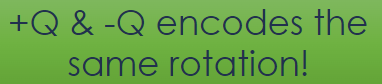 +Q & -Q encodes the
same rotation!